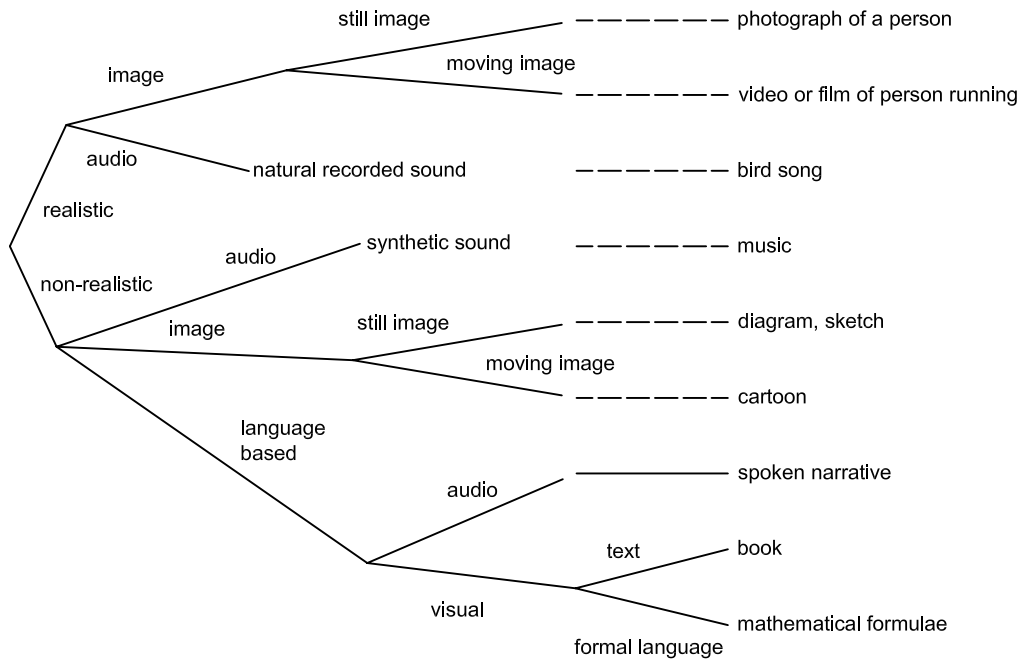 still image
photograph of a person
image
moving image
video or film of person running
audio
natural recorded sound
bird song
realistic
audio
synthetic sound
music
non-realistic
image
still image
diagram, sketch
moving image
cartoon
language
based
audio
spoken narrative
text
book
visual
formal language
mathematical formulae